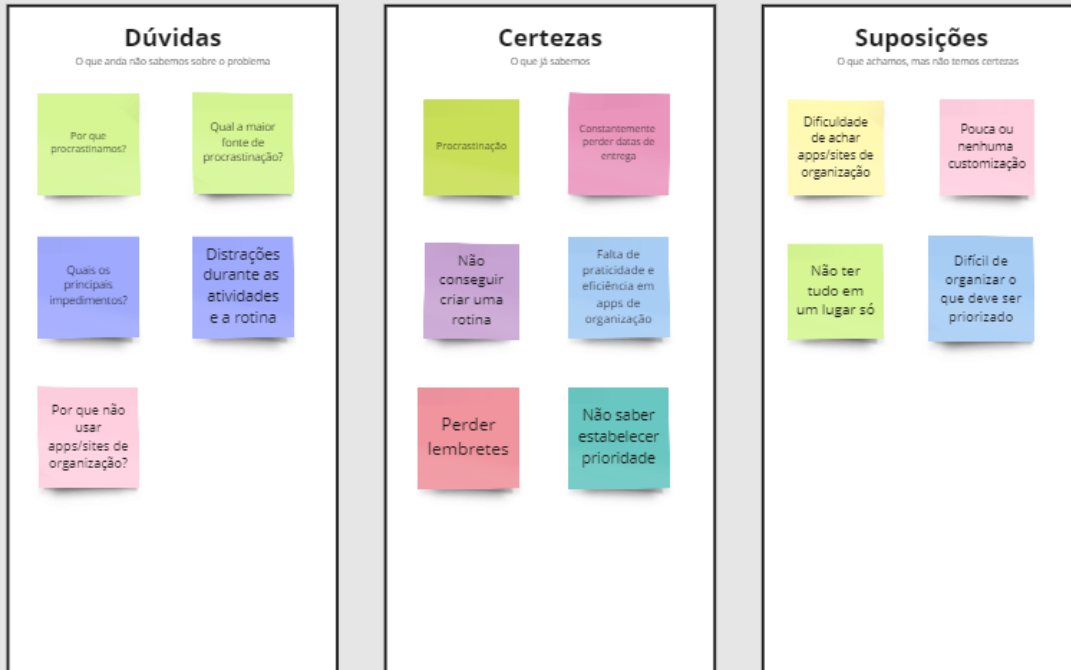 Dúvidas
O que anda não sabemos sobre o problema
Por que
procrastinamos?
Qual a maior
fonte de
procrastinação?
Quais os
principais
impedimentos?
Distrações
durante as
atividades
e a rotina
Por que não
usar
apps/sites de
organização?
Certezas
O que já sabemos
Procrastinação
Constantemente
perder datas de
entrega
Não
conseguir
criar uma
rotina
Falta de
praticidade e
eficiência em
apps de
organização
Perder
lembretes
Não saber
estabelecer
prioridade
Suposições
O que achamos, mas não temos certezas
Dificuldade
de achar
apps/sites de
organização
Pouca ou
nenhuma
customização
Não ter
tudo em
um lugar só
Difícil de
organizar o
que deve ser
priorizado